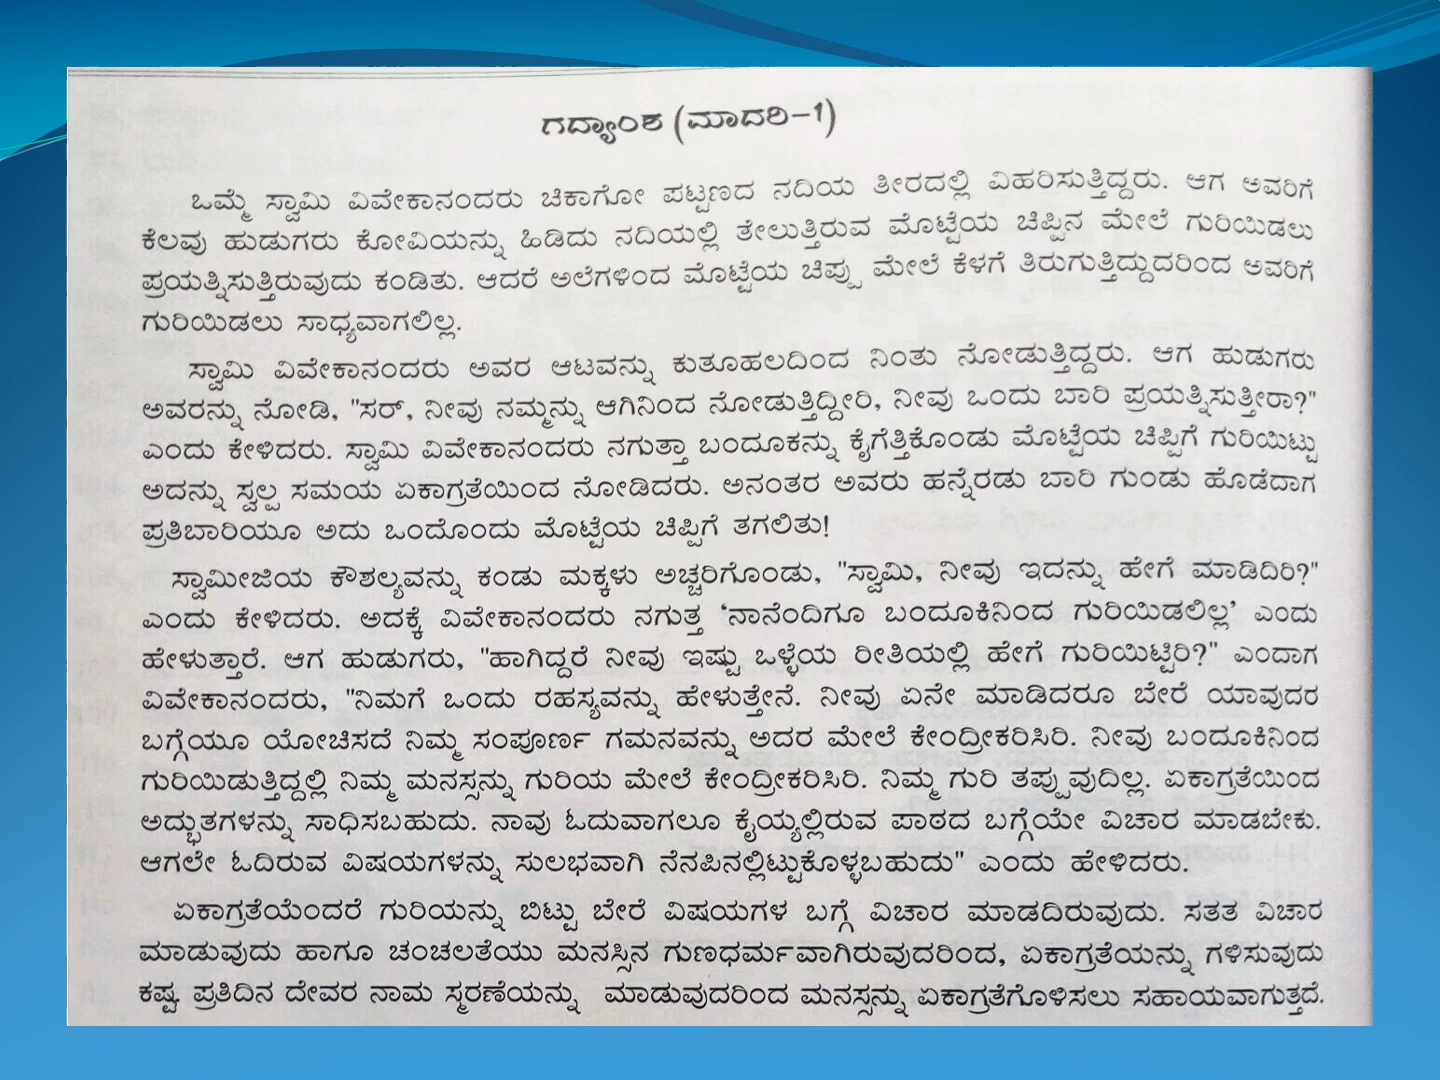 ಗದ್ಯಾಂಶ (ಮಾದರಿ–1)
ಒಮ್ಮೆ ಸ್ವಾಮಿ ವಿವೇಕಾನಂದರು ಚಿಕಾಗೋ ಪಟ್ಟಣದ ನದಿಯ ತೀರದಲ್ಲಿ ವಿಹರಿಸುತ್ತಿದ್ದರು. ಆಗ ಅವರಿಗೆ
ಕೆಲವು ಹುಡುಗರು ಕೋವಿಯನ್ನು ಹಿಡಿದು ನದಿಯಲ್ಲಿ ತೇಲುತ್ತಿರುವ ಮೊಟ್ಟೆಯ ಚಿಪ್ಪಿನ ಮೇಲೆ ಗುರಿಯಿಡಲು
ಪ್ರಯತ್ನಿಸುತ್ತಿರುವುದು ಕಂಡಿತು. ಆದರೆ ಅಲೆಗಳಿಂದ ಮೊಟ್ಟೆಯ ಚಿಪ್ಪು ಮೇಲೆ ಕೆಳಗೆ ತಿರುಗುತ್ತಿದ್ದುದರಿಂದ ಅವರಿಗೆ
ಗುರಿಯಿಡಲು ಸಾಧ್ಯವಾಗಲಿಲ್ಲ.
ಸ್ವಾಮಿ ವಿವೇಕಾನಂದರು ಅವರ ಆಟವನ್ನು ಕುತೂಹಲದಿಂದ ನಿಂತು ನೋಡುತ್ತಿದ್ದರು. ಆಗ ಹುಡುಗರು
ಅವರನ್ನು ನೋಡಿ, "ಸರ್, ನೀವು ನಮ್ಮನ್ನು ಆಗಿನಿಂದ ನೋಡುತ್ತಿದ್ದೀರಿ, ನೀವು ಒಂದು ಬಾರಿ ಪ್ರಯತ್ನಿಸುತ್ತೀರಾ?"
ಎಂದು ಕೇಳಿದರು. ಸ್ವಾಮಿ ವಿವೇಕಾನಂದರು ನಗುತ್ತಾ ಬಂದೂಕನ್ನು ಕೈಗೆತ್ತಿಕೊಂಡು ಮೊಟ್ಟೆಯ ಚಿಪ್ಪಿಗೆ ಗುರಿಯಿಟ್ಟು
ಅದನ್ನು ಸ್ವಲ್ಪ ಸಮಯ ಏಕಾಗ್ರತೆಯಿಂದ ನೋಡಿದರು. ಅನಂತರ ಅವರು ಹನ್ನೆರಡು ಬಾರಿ ಗುಂಡು ಹೊಡೆದಾಗ
ಪ್ರತಿಬಾರಿಯೂ ಅದು ಒಂದೊಂದು ಮೊಟ್ಟೆಯ ಚಿಪ್ಪಿಗೆ ತಗಲಿತು!
ಸ್ವಾಮೀಜಿಯ ಕೌಶಲ್ಯವನ್ನು ಕಂಡು ಮಕ್ಕಳು ಅಚ್ಚರಿಗೊಂಡು, "ಸ್ವಾಮಿ, ನೀವು ಇದನ್ನು ಹೇಗೆ ಮಾಡಿದಿರಿ?"
ಎಂದು ಕೇಳಿದರು. ಅದಕ್ಕೆ ವಿವೇಕಾನಂದರು ನಗುತ್ತ ‘ನಾನೆಂದಿಗೂ ಬಂದೂಕಿನಿಂದ ಗುರಿಯಿಡಲಿಲ್ಲ’ ಎಂದು
ಹೇಳುತ್ತಾರೆ. ಆಗ ಹುಡುಗರು, "ಹಾಗಿದ್ದರೆ ನೀವು ಇಷ್ಟು ಒಳ್ಳೆಯ ರೀತಿಯಲ್ಲಿ ಹೇಗೆ ಗುರಿಯಿಟ್ಟಿರಿ?" ಎಂದಾಗ
ವಿವೇಕಾನಂದರು, "ನಿಮಗೆ ಒಂದು ರಹಸ್ಯವನ್ನು ಹೇಳುತ್ತೇನೆ. ನೀವು ಏನೇ ಮಾಡಿದರೂ ಬೇರೆ ಯಾವುದರ
ಬಗ್ಗೆಯೂ ಯೋಚಿಸದೆ ನಿಮ್ಮ ಸಂಪೂರ್ಣ ಗಮನವನ್ನು ಅದರ ಮೇಲೆ ಕೇಂದ್ರೀಕರಿಸಿರಿ. ನೀವು ಬಂದೂಕಿನಿಂದ
ಗುರಿಯಿಡುತ್ತಿದ್ದಲ್ಲಿ ನಿಮ್ಮ ಮನಸ್ಸನ್ನು ಗುರಿಯ ಮೇಲೆ ಕೇಂದ್ರೀಕರಿಸಿರಿ. ನಿಮ್ಮ ಗುರಿ ತಪ್ಪುವುದಿಲ್ಲ. ಏಕಾಗ್ರತೆಯಿಂದ
ಅದ್ಭುತಗಳನ್ನು ಸಾಧಿಸಬಹುದು. ನಾವು ಓದುವಾಗಲೂ ಕೈಯ್ಯಲ್ಲಿರುವ ಪಾಠದ ಬಗ್ಗೆಯೇ ವಿಚಾರ ಮಾಡಬೇಕು.
ಆಗಲೇ ಓದಿರುವ ವಿಷಯಗಳನ್ನು ಸುಲಭವಾಗಿ ನೆನಪಿನಲ್ಲಿಟ್ಟುಕೊಳ್ಳಬಹುದು" ಎಂದು ಹೇಳಿದರು.
ಏಕಾಗ್ರತೆಯೆಂದರೆ ಗುರಿಯನ್ನು ಬಿಟ್ಟು ಬೇರೆ ವಿಷಯಗಳ ಬಗ್ಗೆ ವಿಚಾರ ಮಾಡದಿರುವುದು. ಸತತ ವಿಚಾರ
ಮಾಡುವುದು ಹಾಗೂ ಚಂಚಲತೆಯು ಮನಸ್ಸಿನ ಗುಣಧರ್ಮವಾಗಿರುವುದರಿಂದ, ಏಕಾಗ್ರತೆಯನ್ನು ಗಳಿಸುವುದು
ಕಷ್ಟ. ಪ್ರತಿದಿನ ದೇವರ ನಾಮ ಸ್ಮರಣೆಯನ್ನು ಮಾಡುವುದರಿಂದ ಮನಸ್ಸನ್ನು ಏಕಾಗ್ರತೆಗೊಳಿಸಲು ಸಹಾಯವಾಗುತ್ತದೆ.